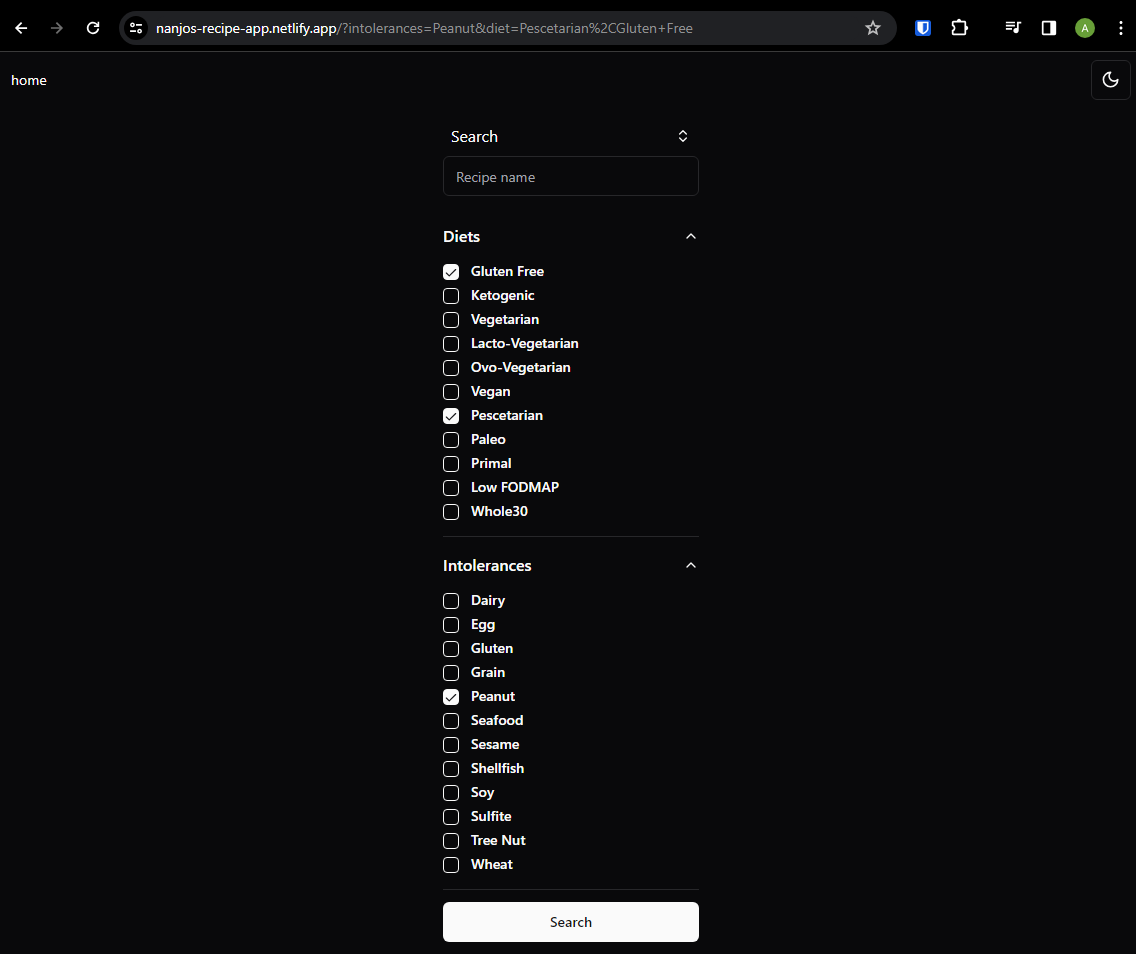 nanjos-recipe-app.netlify.app/?intolerances=Peanut&diet=Pescetarian%2CGluten+Free
A
home
Search
Recipe name
Diets
Gluten Free
Ketogenic
Vegetarian
Lacto-Vegetarian
Ovo-Vegetarian
Vegan
Pescetarian
Paleo
Primal
Low FODMAP
Whole30
Intolerances
Dairy
Egg
Gluten
Grain
Peanut
Seafood
Sesame
Shellfish
Soy
Sulfite
Tree Nut
Wheat
Search